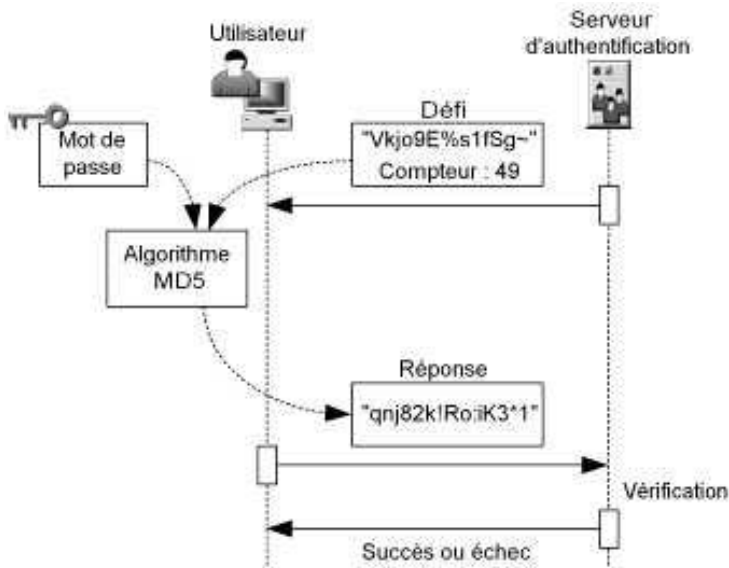 Utilisateur
Serveur
d'authentification
Défi
"Vkjo9E%s1fSg~"
Compteur : 49
Mot de
passe
Algorithme
MD5
Réponse
"qnj82k!Ro:iK3*1"
Vérification
Succès ou échec